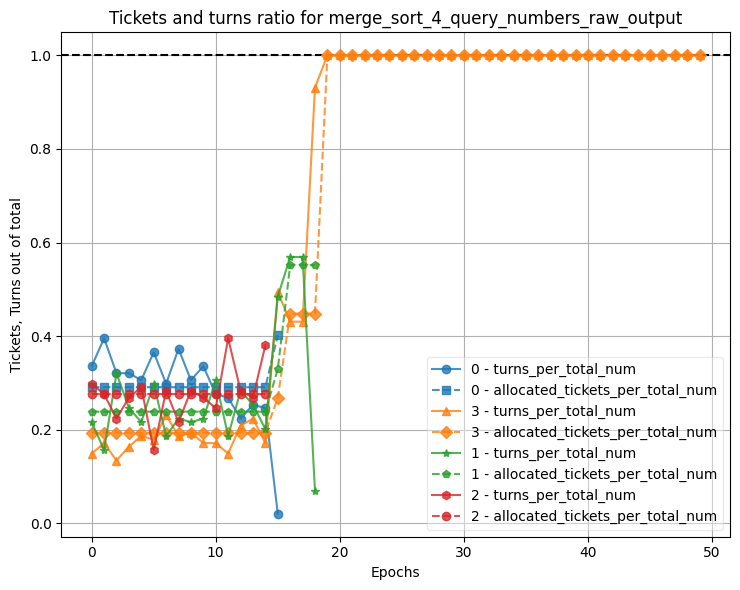 Tickets and turns ratio for merge_sort_4_query_numbers_raw_output
Tickets, Turns out of total
1.0
0.8
0.6
0.4
0.2
0.0
0 - turns_per_total_num
0 - allocated_tickets_per_total_num
3 - turns_per_total_num
3 - allocated_tickets_per_total_num
1 - turns_per_total_num
1 - allocated_tickets_per_total_num
2 - turns_per_total_num
2 - allocated_tickets_per_total_num
0 10 20 30 40 50
Epochs